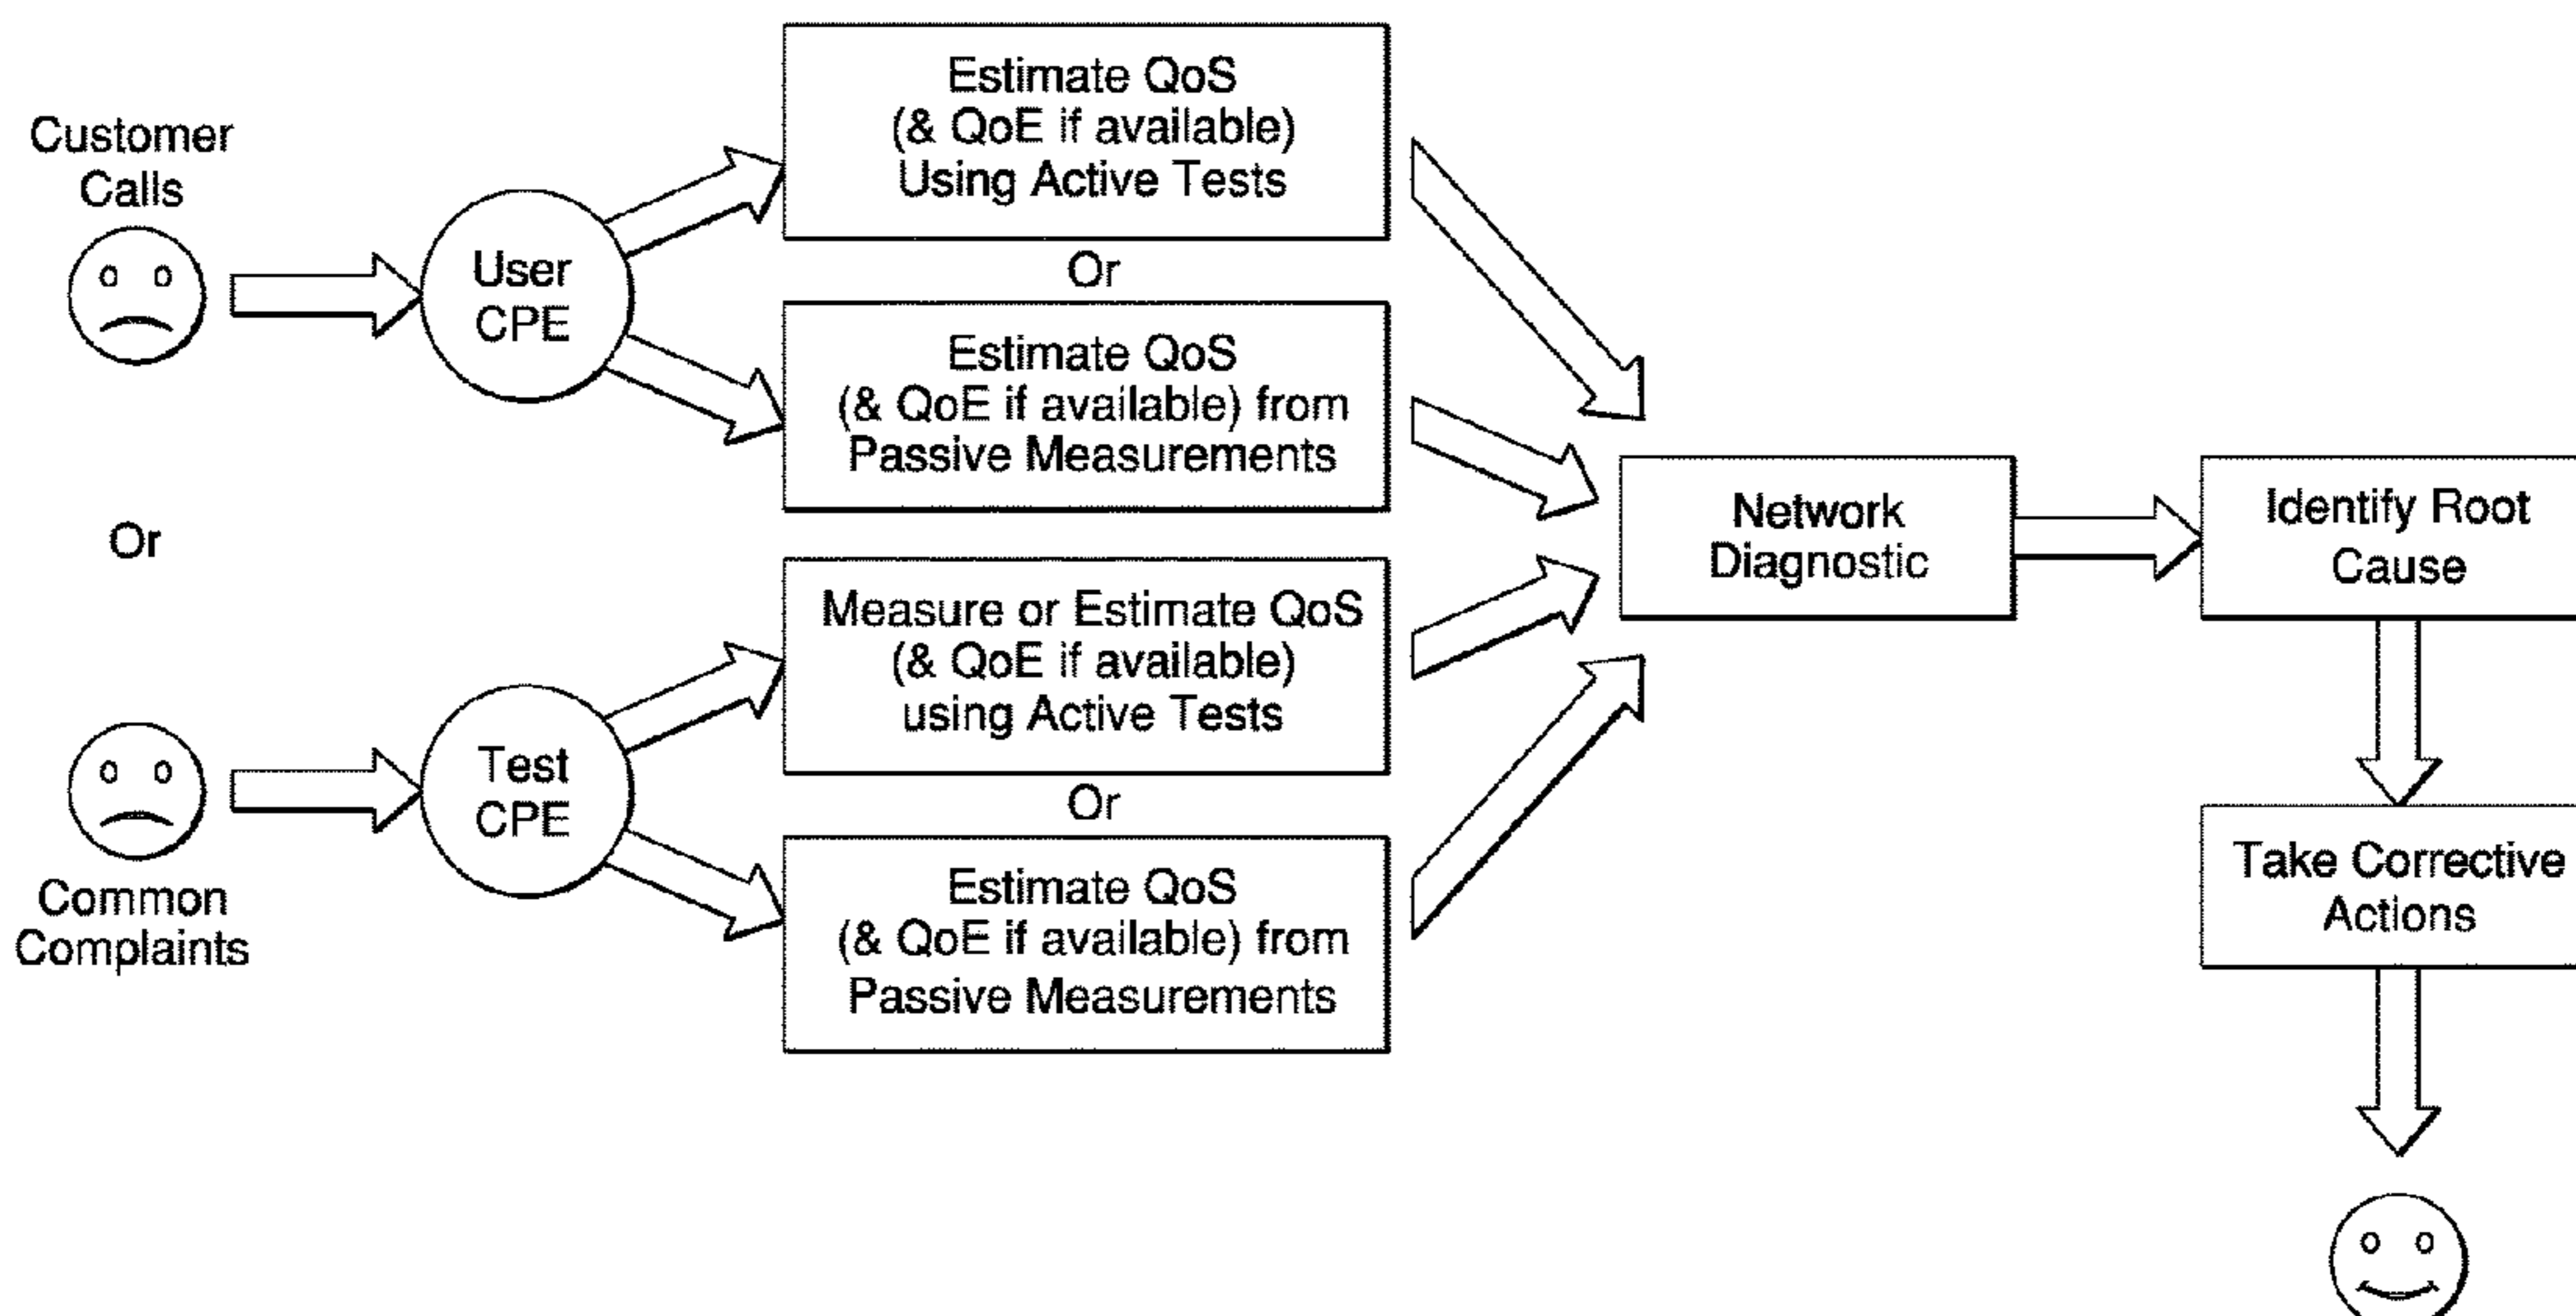 Customer
Calls
User
CPE
Estimate QoS
(& QoE if available)
Using Active Tests
Or
Estimate QoS
(& QoE if available) from
Passive Measurements
Or
Common
Complaints
Test
CPE
Measure or Estimate QoS
(& QoE if available)
using Active Tests
Or
Estimate QoS
(& QoE if available) from
Passive Measurements
Network
Diagnostic
Identify Root
Cause
Take Corrective
Actions